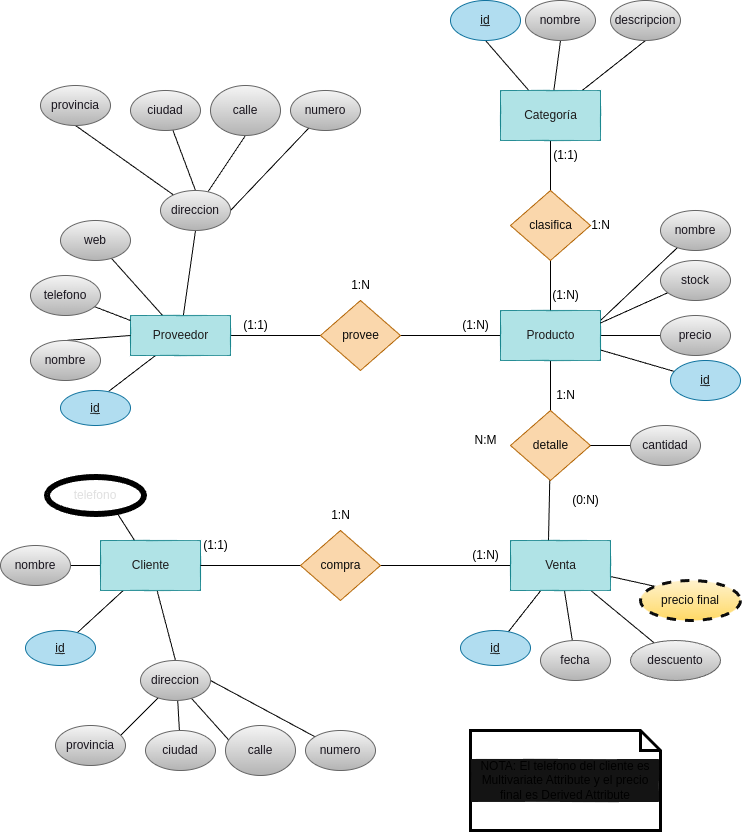 id
nombre
descripcion
Categoría
(1:1)
clasifica
1:N
(1:N)
provincia
ciudad
calle
numero
direccion
web
telefono
nombre
id
Proveedor
(1:1)
1:N
provee
(1:N)
Producto
nombre
stock
precio
id
1:N
N:M
detalle
cantidad
(0:N)
telefono
nombre
id
Cliente
(1:1)
1:N
compra
(1:N)
Venta
precio final
id
fecha
descuento
direccion
provincia
ciudad
calle
numero
NOTA: El telefono del cliente es
Multivariate Attribute y el precio
final es Derived Attribute